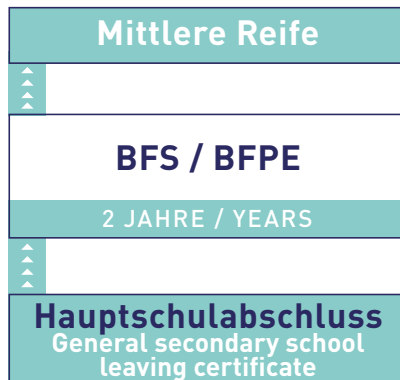 Mittlere Reife
BFS / BFPE
2 JAHRE / YEARS
Hauptschulabschluss
General secondary school
leaving certificate